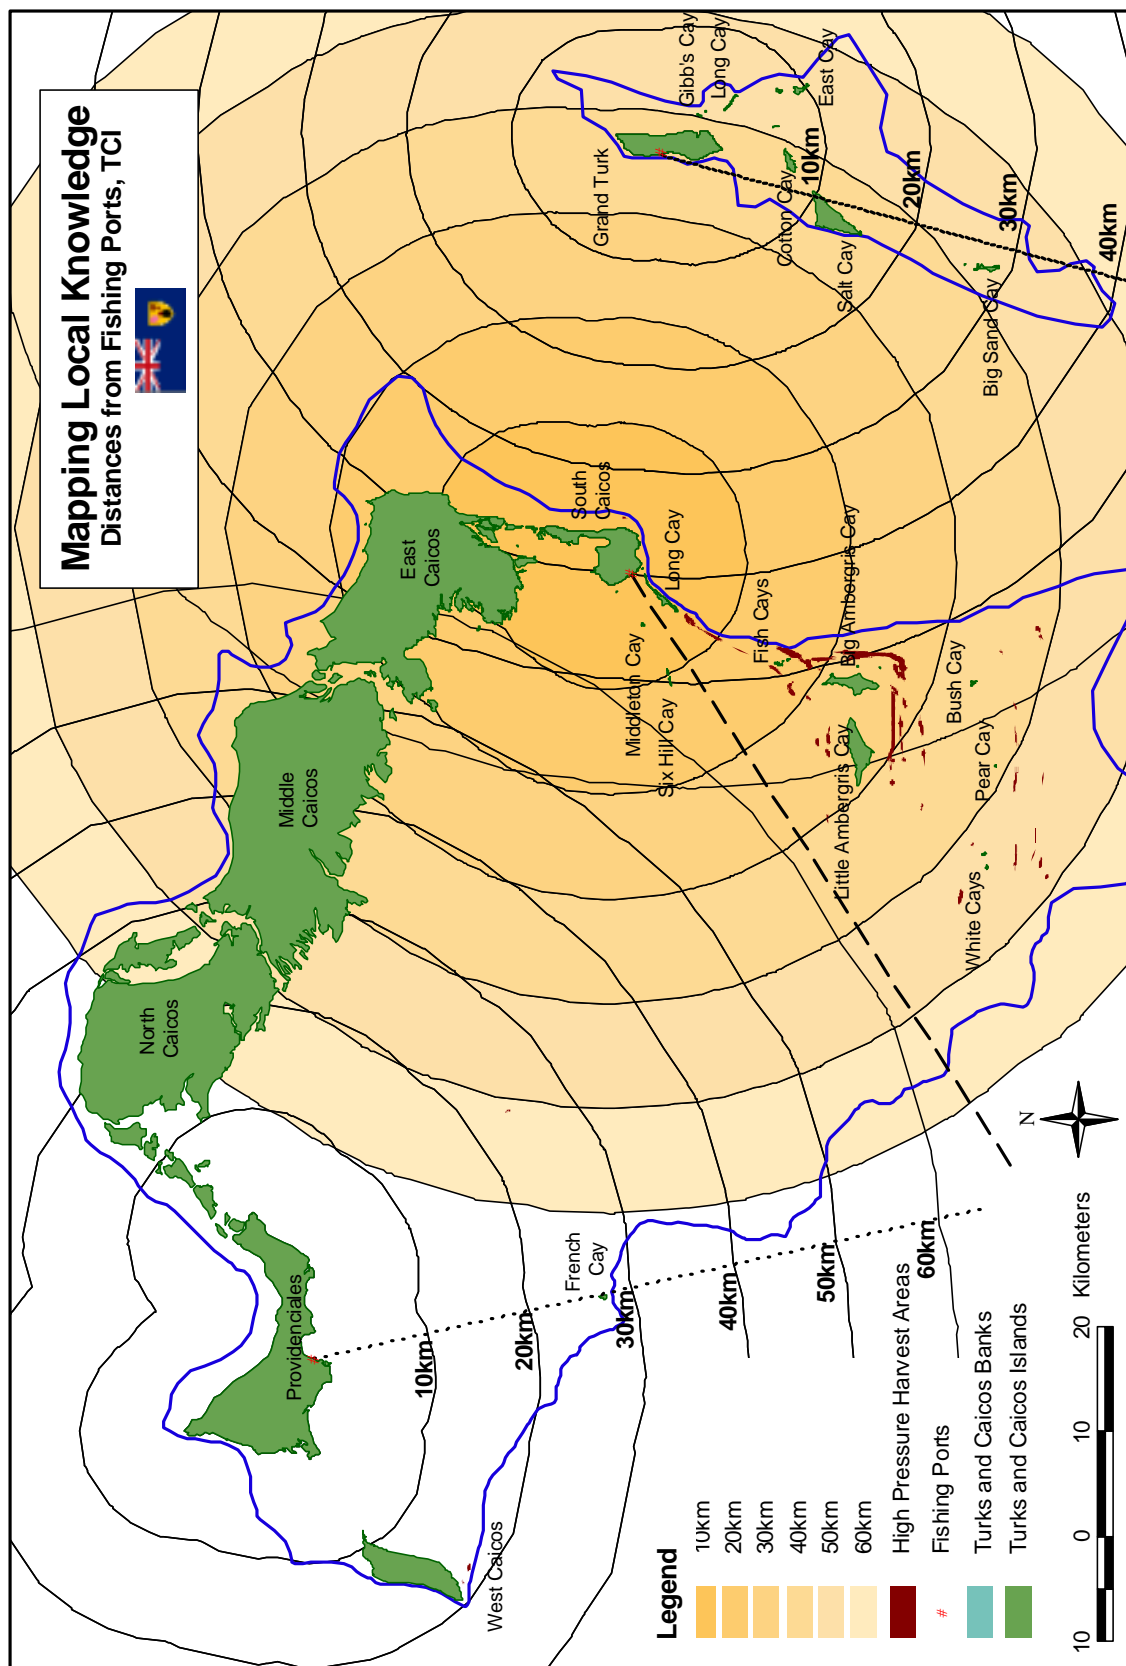 Mapping Local Knowledge
Distances from Fishing Ports, TCI
North
Caicos
Middle
Caicos
East
Caicos
South
Caicos
Providenciales
West Caicos
French
Cay
Long Cay
Middleton Cay
Six Hill Cay
Fish Cays
Big Ambergris Cay
Little Ambergris Cay
Bush Cay
Pear Cay
White Cays
Grand Turk
Gibb's Cay
Long Cay
East Cay
Cotton Cay
Salt Cay
Big Sand Cay
10km
20km
30km
40km
10km
20km
30km
40km
50km
60km
N
Legend
10km
20km
30km
40km
50km
60km
High Pressure Harvest Areas
# Fishing Ports
Turks and Caicos Banks
Turks and Caicos Islands
10 0 10 20 Kilometers